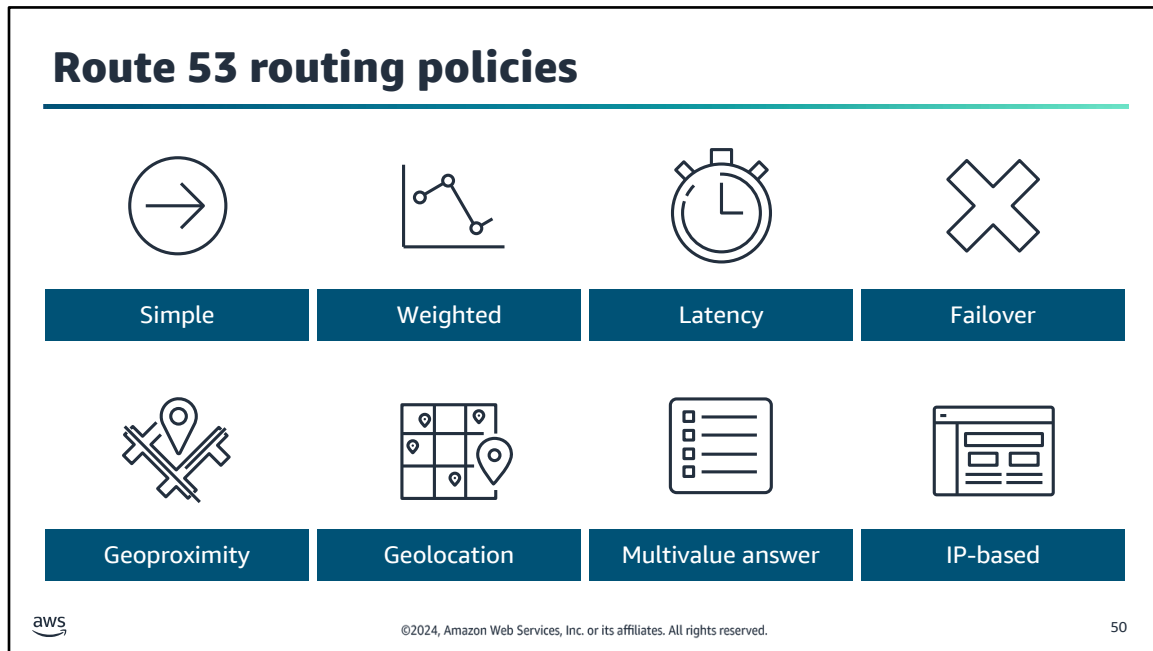 Route 53 routing policies
Simple
Weighted
Latency
Failover
Geoproximity
Geolocation
Multivalue answer
IP-based
aws
©2024, Amazon Web Services, Inc. or its affiliates. All rights reserved.
50